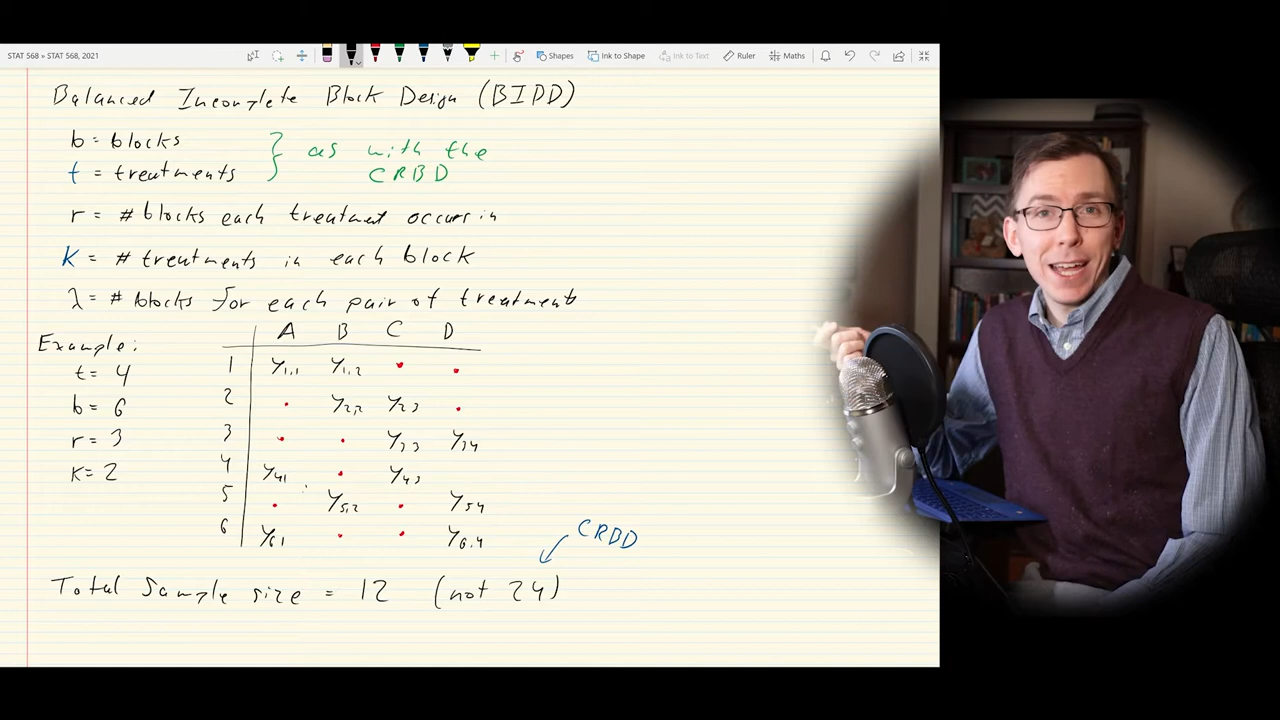 STAT 568 » STAT 568, 2021
Shapes Ink to Shape Ink to Text Ruler Maths
Balanced Incomplete Block Design (BIBD)
b = blocks
t = treatments
as with the
CRBD
r = # blocks each treatment occurs in
K = # treatments in each block
λ = # blocks for each pair of treatments
Example:
t = 4
b = 6
r = 3
K = 2
A B C D
1 y1,1 y1,2 • •
2 • y2,2 y2,3 •
3 • • y3,3 y3,4
4 y4,1 • y4,3
5 • y5,2 • y5,4
6 y6,1 • • y6,4
CRBD
Total Sample size = 12 (not 24)